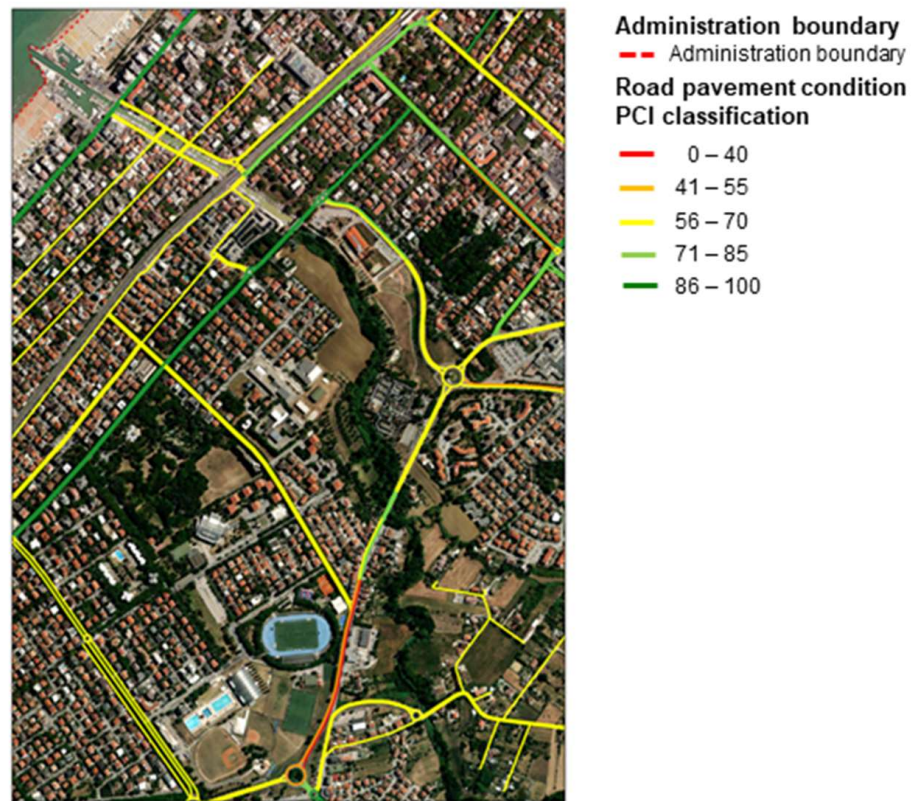 Administration boundary
Administration boundary
Road pavement condition
PCI classification
0 – 40
41 – 55
56 – 70
71 – 85
86 – 100